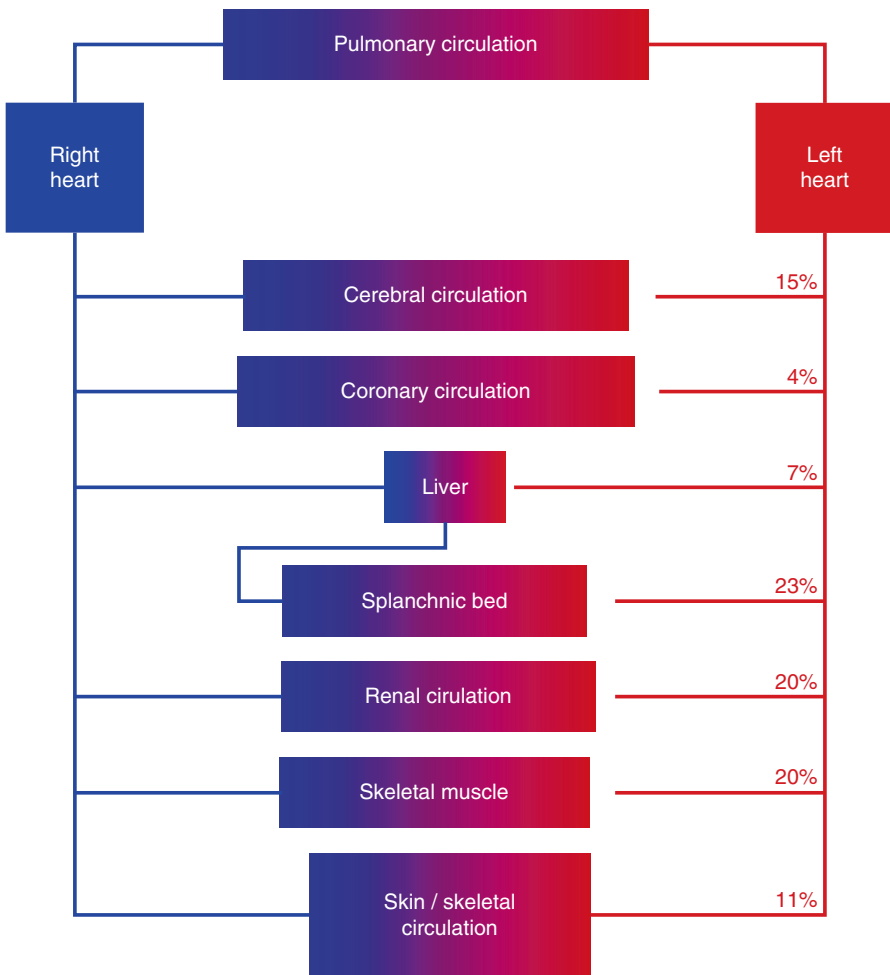 Pulmonary circulation
Right
heart
Left
heart
Cerebral circulation
15%
Coronary circulation
4%
Liver
7%
Splanchnic bed
23%
Renal cirulation
20%
Skeletal muscle
20%
Skin / skeletal
circulation
11%